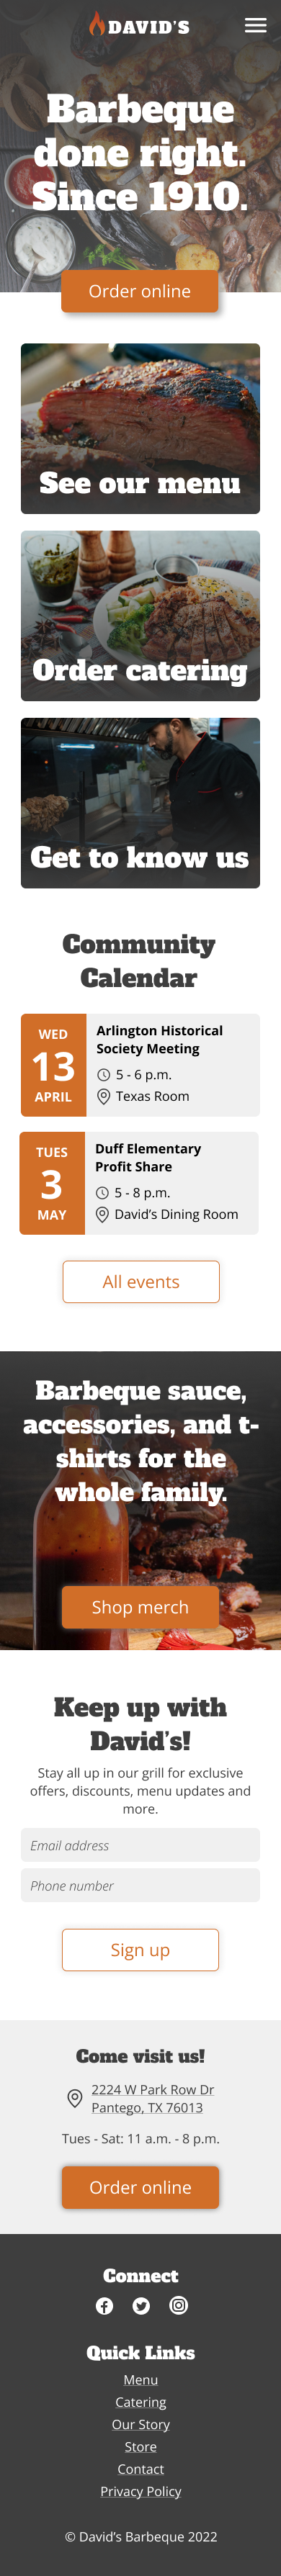 DAVID'S
Barbeque
done right.
Since 1910.
Order online
See our menu
Order catering
Get to know us
Community
Calendar
WED
13
APRIL
Arlington Historical
Society Meeting
5 - 6 p.m.
Texas Room
TUES
3
MAY
Duff Elementary
Profit Share
5 - 8 p.m.
David's Dining Room
All events
Barbeque sauce,
accessories, and t-
shirts for the
whole family.
Shop merch
Keep up with
David's!
Stay all up in our grill for exclusive
offers, discounts, menu updates and
more.
Email address
Phone number
Sign up
Come visit us!
2224 W Park Row Dr
Pantego, TX 76013
Tues - Sat: 11 a.m. - 8 p.m.
Order online
Connect
Quick Links
Menu
Catering
Our Story
Store
Contact
Privacy Policy
© David's Barbeque 2022